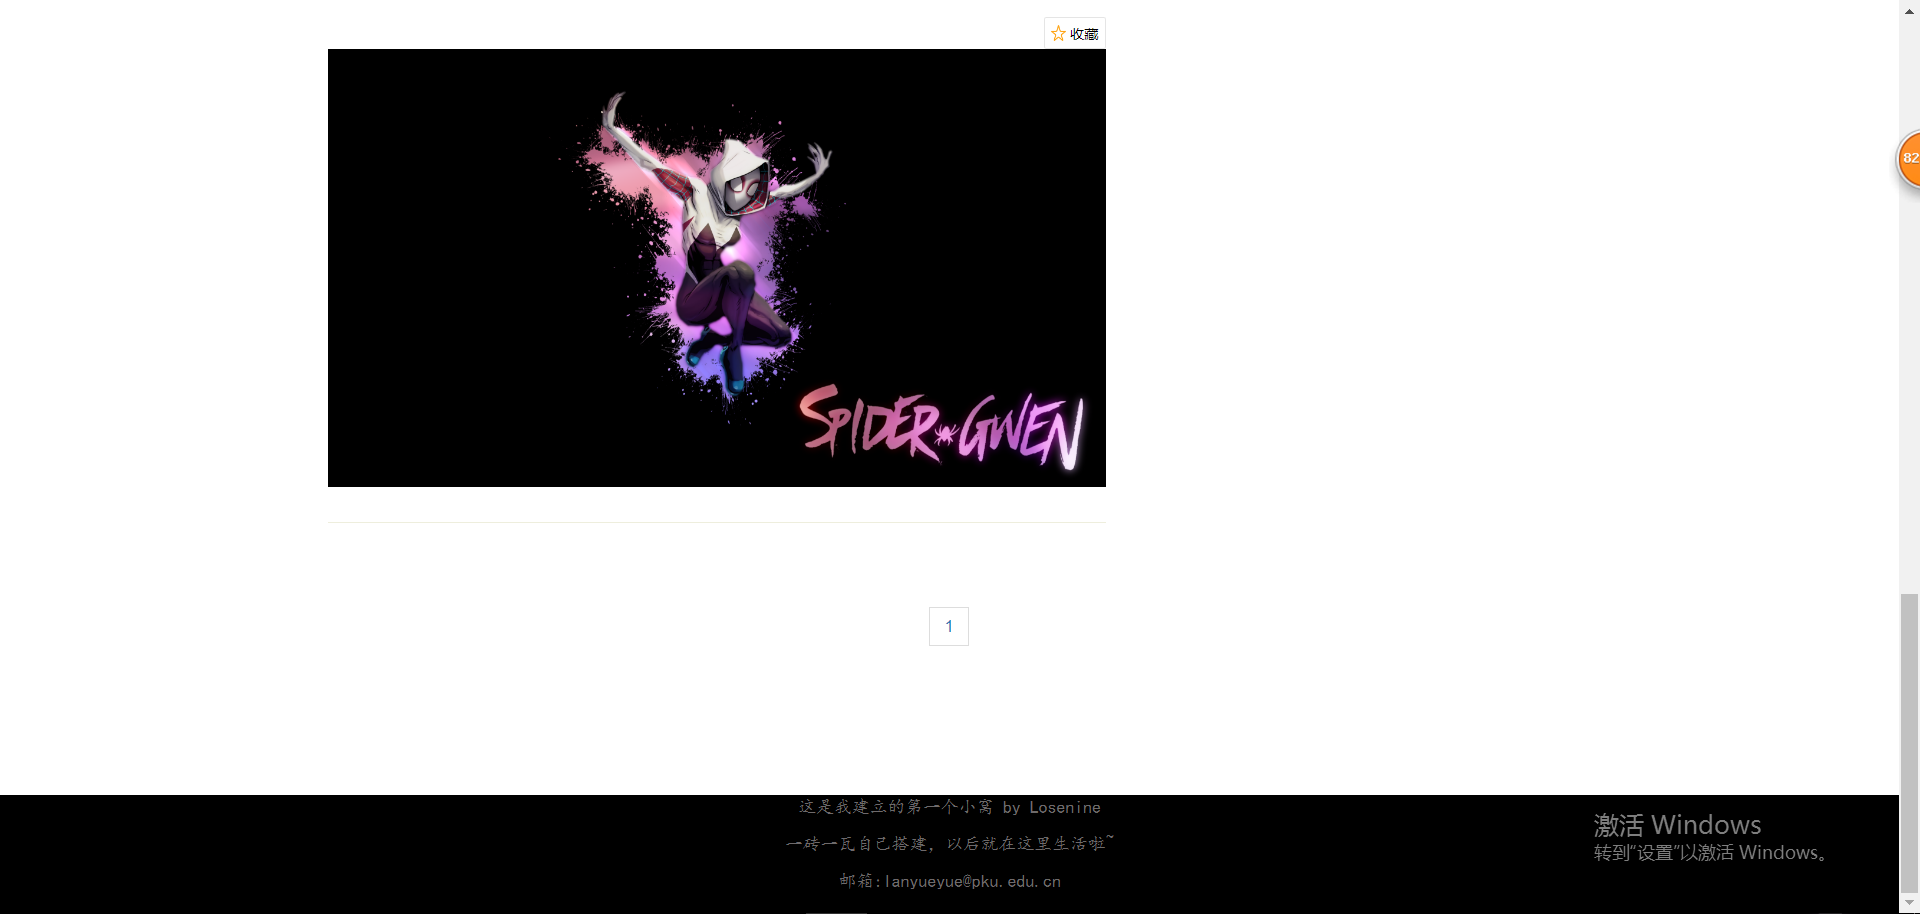 收藏
82
SPIDER GWEN
1
这是我建立的第一个小窝 by Losenine
一砖一瓦自己搭建，以后就在这里生活啦~
邮箱:lanyueyue@pku.edu.cn
激活 Windows
转到“设置”以激活 Windows。